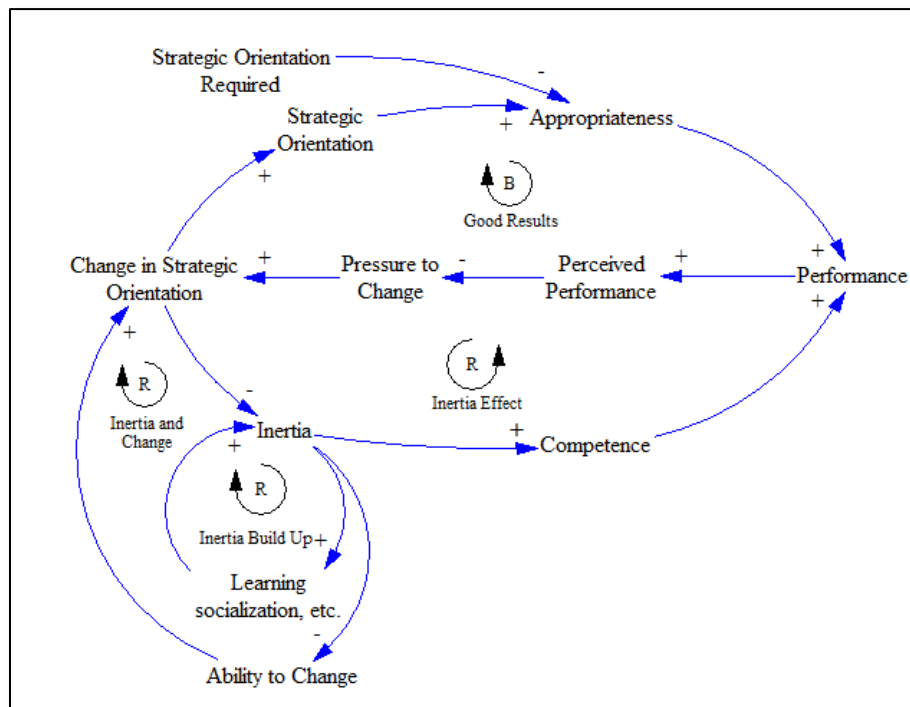 Strategic Orientation
Required
-
Strategic
Orientation
+
Appropriateness
+
B
Good Results
Change in Strategic
Orientation
+
Pressure to
Change
-
Perceived
Performance
+
+
Performance
+
+
R
Inertia and
Change
R
Inertia Effect
-
Inertia
+
+
Competence
R
Inertia Build Up
+
Learning
socialization, etc.
-
Ability to Change